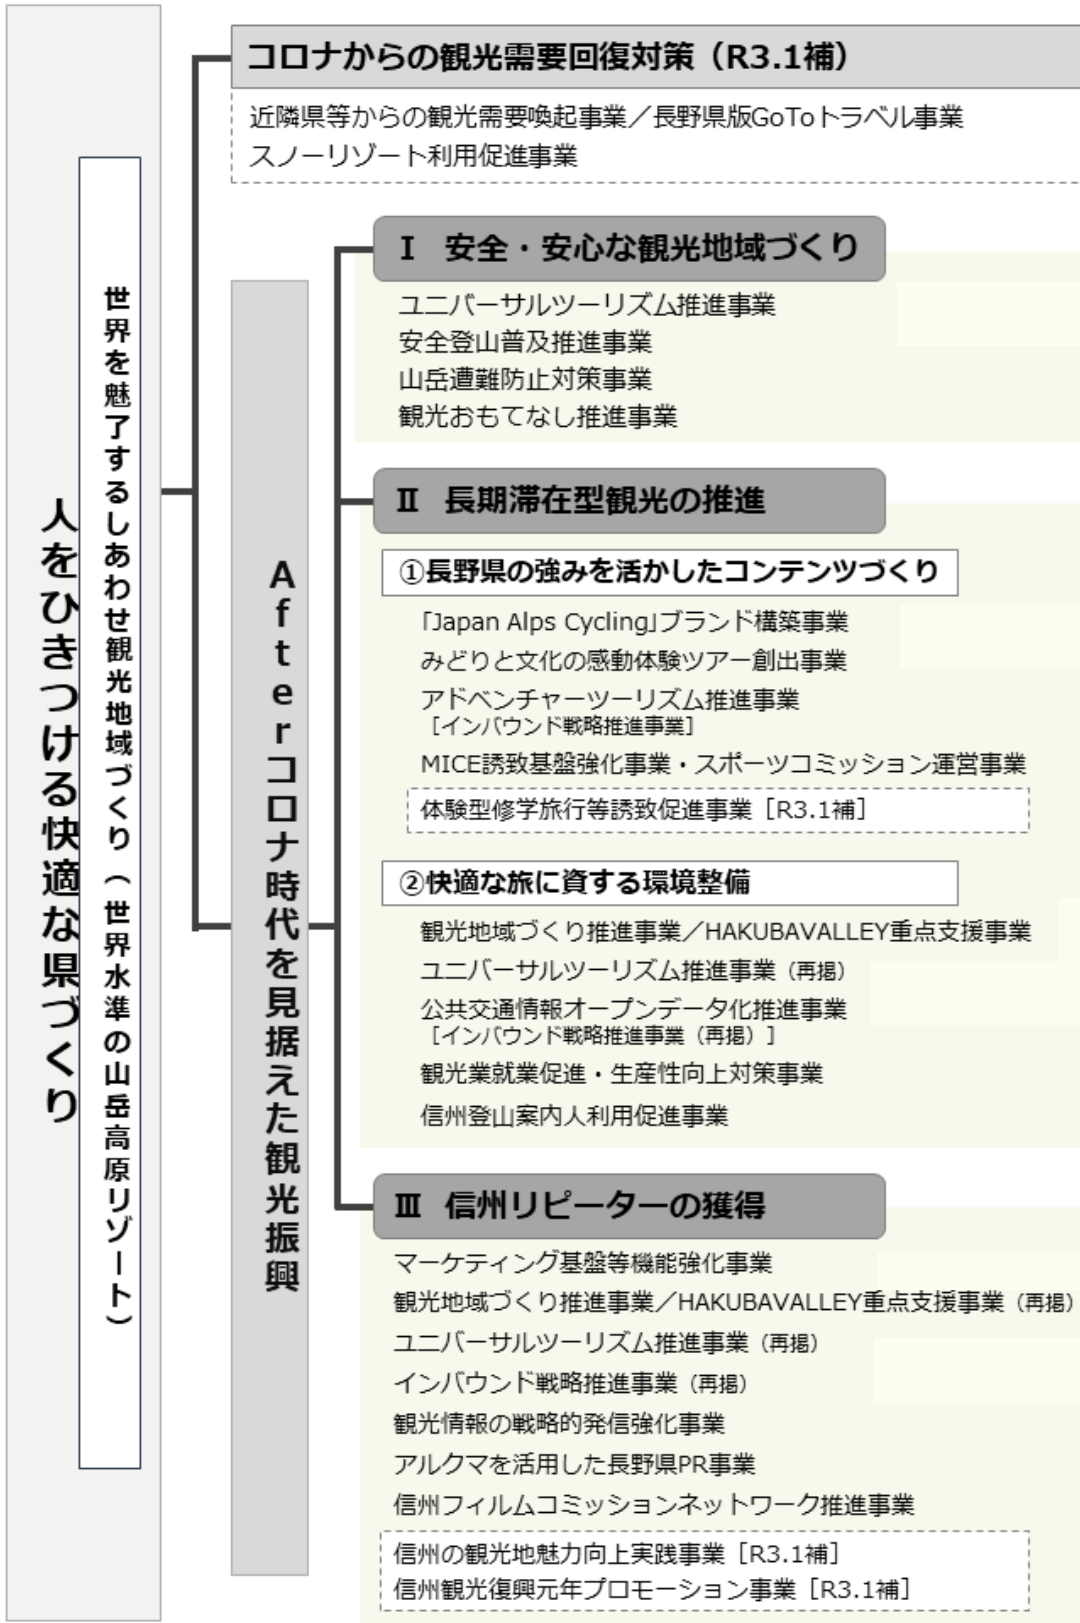 人をひきつける快適な県づくり
世界を魅了するしあわせ観光地域づくり（世界水準の山岳高原リゾート）
コロナからの観光需要回復対策（R3.1補）
近隣県等からの観光需要喚起事業／長野県版GoToトラベル事業
スノーリゾート利用促進事業
Afterコロナ時代を見据えた観光振興
Ⅰ 安全・安心な観光地域づくり
ユニバーサルツーリズム推進事業
安全登山普及推進事業
山岳遭難防止対策事業
観光おもてなし推進事業
Ⅱ 長期滞在型観光の推進
①長野県の強みを活かしたコンテンツづくり
「Japan Alps Cycling」ブランド構築事業
みどりと文化の感動体験ツアー創出事業
アドベンチャーツーリズム推進事業
［インバウンド戦略推進事業］
MICE誘致基盤強化事業・スポーツコミッション運営事業
体験型修学旅行等誘致促進事業［R3.1補］
②快適な旅に資する環境整備
観光地域づくり推進事業／HAKUBAVALLEY重点支援事業
ユニバーサルツーリズム推進事業（再掲）
公共交通情報オープンデータ化推進事業
［インバウンド戦略推進事業（再掲）］
観光業就業促進・生産性向上対策事業
信州登山案内人利用促進事業
Ⅲ 信州リピーターの獲得
マーケティング基盤等機能強化事業
観光地域づくり推進事業／HAKUBAVALLEY重点支援事業（再掲）
ユニバーサルツーリズム推進事業（再掲）
インバウンド戦略推進事業（再掲）
観光情報の戦略的発信強化事業
アルクマを活用した長野県PR事業
信州フィルムコミッションネットワーク推進事業
信州の観光地魅力向上実践事業［R3.1補］
信州観光復興元年プロモーション事業［R3.1補］